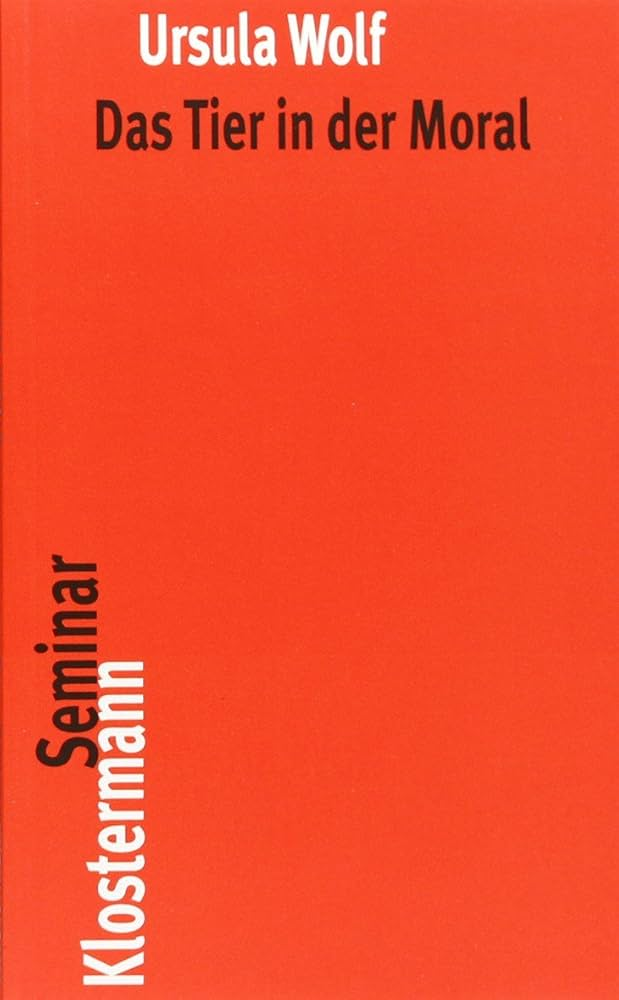 Ursula Wolf
Das Tier in der Moral
Seminar
Klostermann